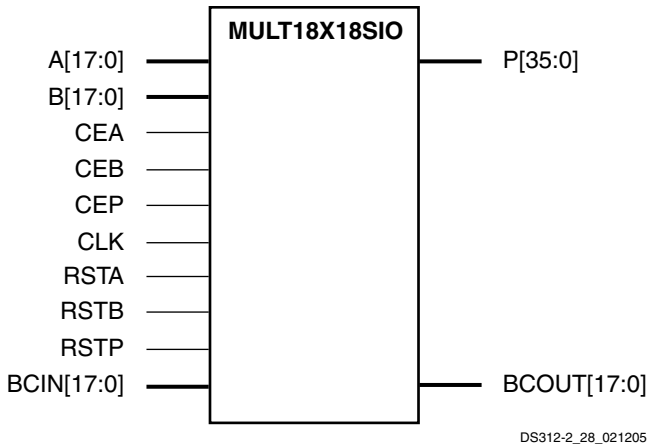 MULT18X18SIO
A[17:0]
P[35:0]
B[17:0]
CEA
CEB
CEP
CLK
RSTA
RSTB
RSTP
BCIN[17:0]
BCOUT[17:0]
DS312-2_28_021205